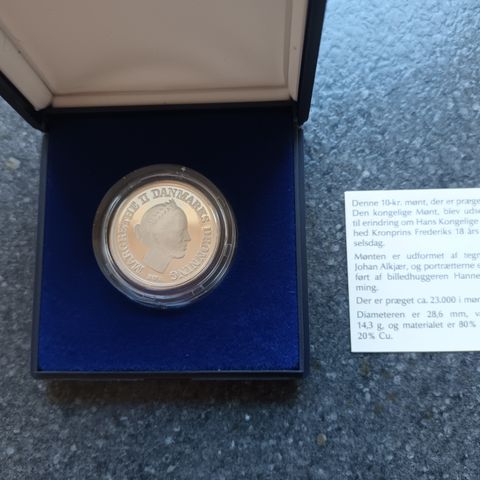 MARGRETHE II DANMARKS DRONNING
Denne 10-kr. mønt, der er præge
Den kongelige Mønt, blev udse
til erindring om Hans Kongelige
hed Kronprins Frederiks 18 års
selsdag.
Mønten er udformet af tegn
Johan Alkjær, og portrætterne e
ført af billedhuggeren Hanne
ming.
Der er præget ca. 23.000 i møn
Diameteren er 28,6 mm, væ
14,3 g, og materialet er 80%
20% Cu.